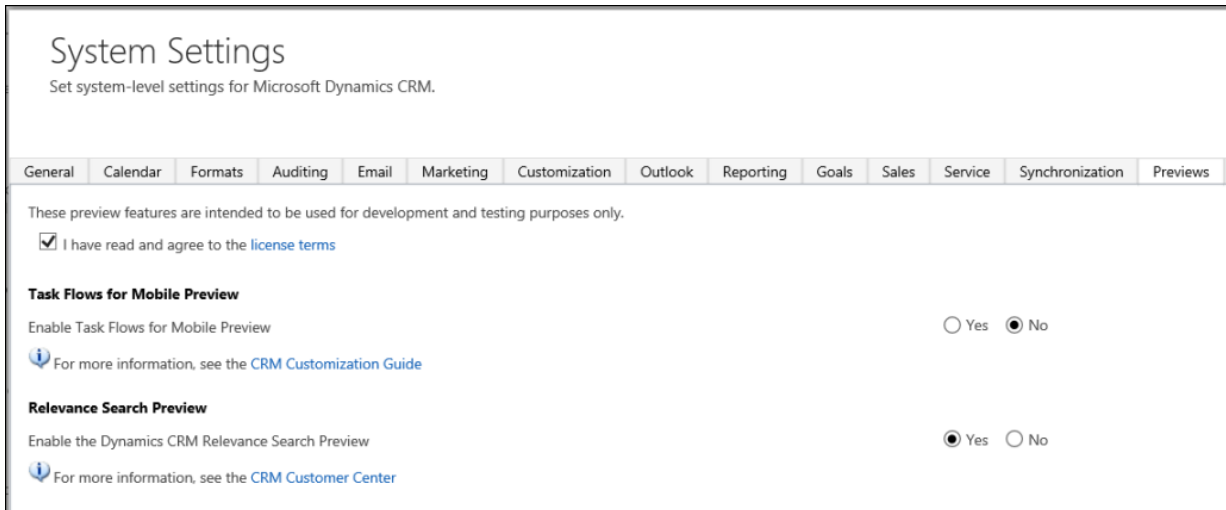 System Settings
Set system-level settings for Microsoft Dynamics CRM.
General Calendar Formats Auditing Email Marketing Customization Outlook Reporting Goals Sales Service Synchronization Previews
These preview features are intended to be used for development and testing purposes only.
I have read and agree to the license terms
Task Flows for Mobile Preview
Enable Task Flows for Mobile Preview Yes No
For more information, see the CRM Customization Guide
Relevance Search Preview
Enable the Dynamics CRM Relevance Search Preview Yes No
For more information, see the CRM Customer Center